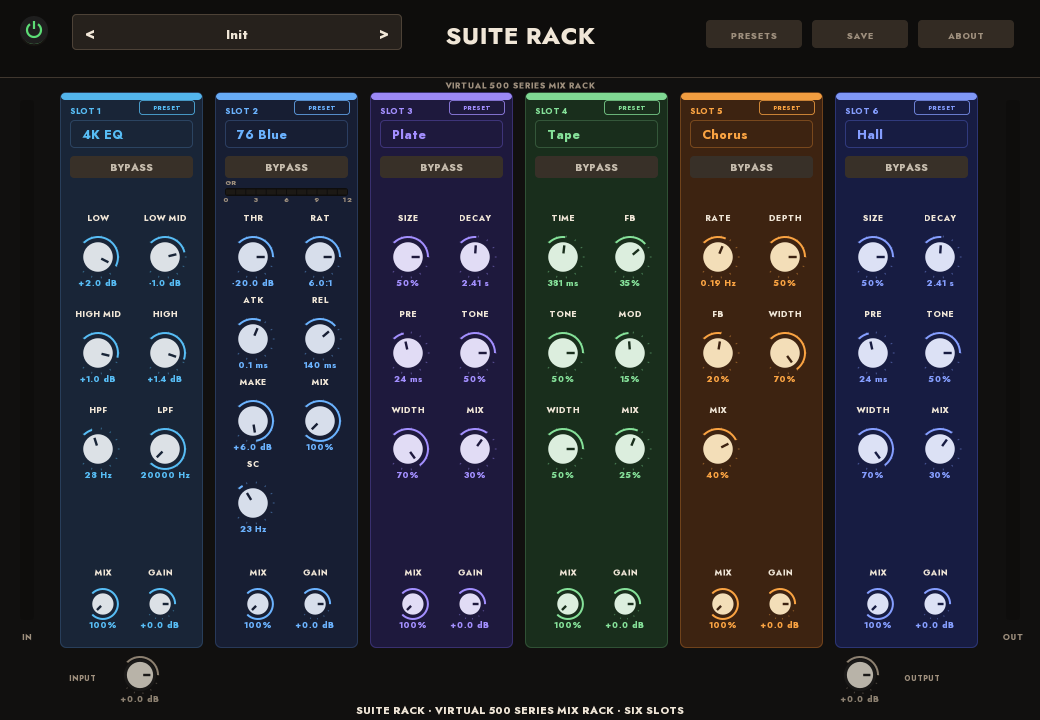 < Init >
SUITE RACK
PRESETS SAVE ABOUT
VIRTUAL 500 SERIES MIX RACK
SLOT 1 PRESET
4K EQ
BYPASS
LOW LOW MID
+2.0 dB -1.0 dB
HIGH MID HIGH
+1.0 dB +1.4 dB
HPF LPF
28 Hz 20000 Hz
MIX GAIN
100% +0.0 dB
SLOT 2 PRESET
76 Blue
BYPASS
GR
0 3 6 9 12
THR RAT
-20.0 dB 6.0:1
ATK REL
0.1 ms 140 ms
MAKE MIX
+6.0 dB 100%
SC
23 Hz
MIX GAIN
100% +0.0 dB
SLOT 3 PRESET
Plate
BYPASS
SIZE DECAY
50% 2.41 s
PRE TONE
24 ms 50%
WIDTH MIX
70% 30%
MIX GAIN
100% +0.0 dB
SLOT 4 PRESET
Tape
BYPASS
TIME FB
381 ms 35%
TONE MOD
50% 15%
WIDTH MIX
50% 25%
MIX GAIN
100% +0.0 dB
SLOT 5 PRESET
Chorus
BYPASS
RATE DEPTH
0.19 Hz 50%
FB WIDTH
20% 70%
MIX
40%
MIX GAIN
100% +0.0 dB
SLOT 6 PRESET
Hall
BYPASS
SIZE DECAY
50% 2.41 s
PRE TONE
24 ms 50%
WIDTH MIX
70% 30%
MIX GAIN
100% +0.0 dB
IN OUT
INPUT
+0.0 dB
OUTPUT
+0.0 dB
SUITE RACK · VIRTUAL 500 SERIES MIX RACK · SIX SLOTS